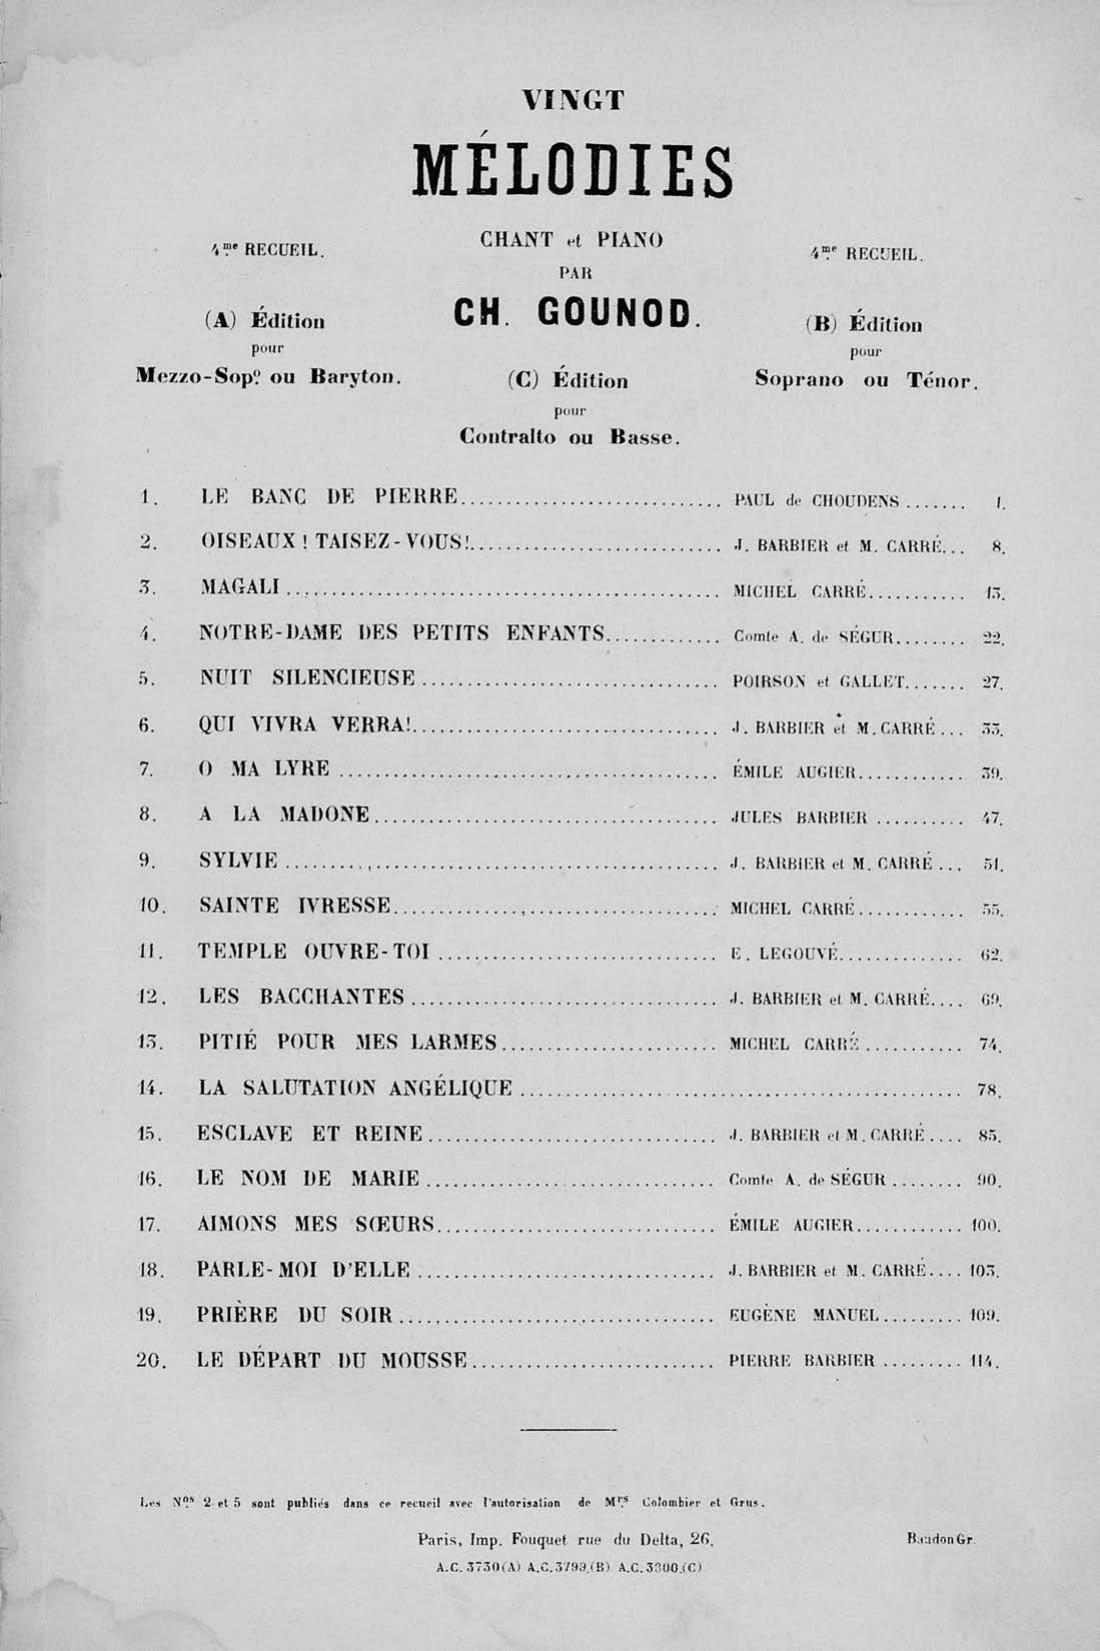 VINGT
MÉLODIES
CHANT et PIANO
PAR
CH. GOUNOD.
4me RECUEIL.
(A) Édition
pour
Mezzo-Sopo. ou Baryton.
(C) Édition
pour
Contralto ou Basse.
4me RECUEIL.
(B) Édition
pour
Soprano ou Ténor.
1. LE BANC DE PIERRE............................ PAUL de CHOUDENS....... 1.
2. OISEAUX! TAISEZ-VOUS!............................ J. BARBIER et M. CARRÉ... 8.
3. MAGALI............................................... MICHEL CARRÉ........... 13.
4. NOTRE-DAME DES PETITS ENFANTS............ Comte A. de SÉGUR........ 22.
5. NUIT SILENCIEUSE................................ POIRSON et GALLET....... 27.
6. QUI VIVRA VERRA!................................. J. BARBIER et M. CARRÉ... 33.
7. O MA LYRE......................................... ÉMILE AUGIER............ 39.
8. A LA MADONE..................................... JULES BARBIER.......... 47.
9. SYLVIE............................................... J. BARBIER et M. CARRÉ... 51.
10. SAINTE IVRESSE................................... MICHEL CARRÉ............ 55.
11. TEMPLE OUVRE-TOI.............................. E. LEGOUVÉ.............. 62.
12. LES BACCHANTES................................. J. BARBIER et M. CARRÉ.... 69.
13. PITIÉ POUR MES LARMES....................... MICHEL CARRÉ........... 74.
14. LA SALUTATION ANGÉLIQUE................................................ 78.
15. ESCLAVE ET REINE............................... J. BARBIER et M. CARRÉ.... 85.
16. LE NOM DE MARIE............................... Comte A. de SÉGUR........ 90.
17. AIMONS MES SŒURS.............................. ÉMILE AUGIER............ 100.
18. PARLE-MOI D'ELLE................................ J. BARBIER et M. CARRÉ.... 103.
19. PRIÈRE DU SOIR.................................. EUGÈNE MANUEL......... 109.
20. LE DÉPART DU MOUSSE.......................... PIERRE BARBIER......... 114.
Les Nos. 2 et 5 sont publiés dans ce recueil avec l'autorisation de Mrs. Colombier et Grus.
Paris, Imp. Fouquet rue du Delta, 26.
Baudon Gr.
A.C. 3730(A) A.C. 3799.(B) A.C. 3800.(C)